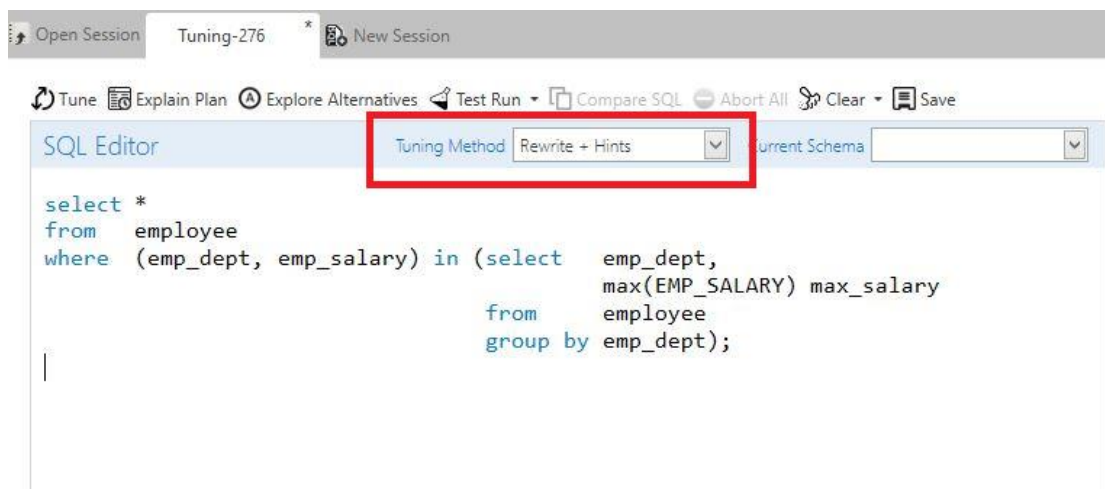 Open Session Tuning-276 * New Session
Tune Explain Plan Explore Alternatives Test Run Compare SQL Abort All Clear Save
SQL Editor Tuning Method Rewrite + Hints Current Schema
select *
from employee
where (emp_dept, emp_salary) in (select emp_dept,
max(EMP_SALARY) max_salary
from employee
group by emp_dept);